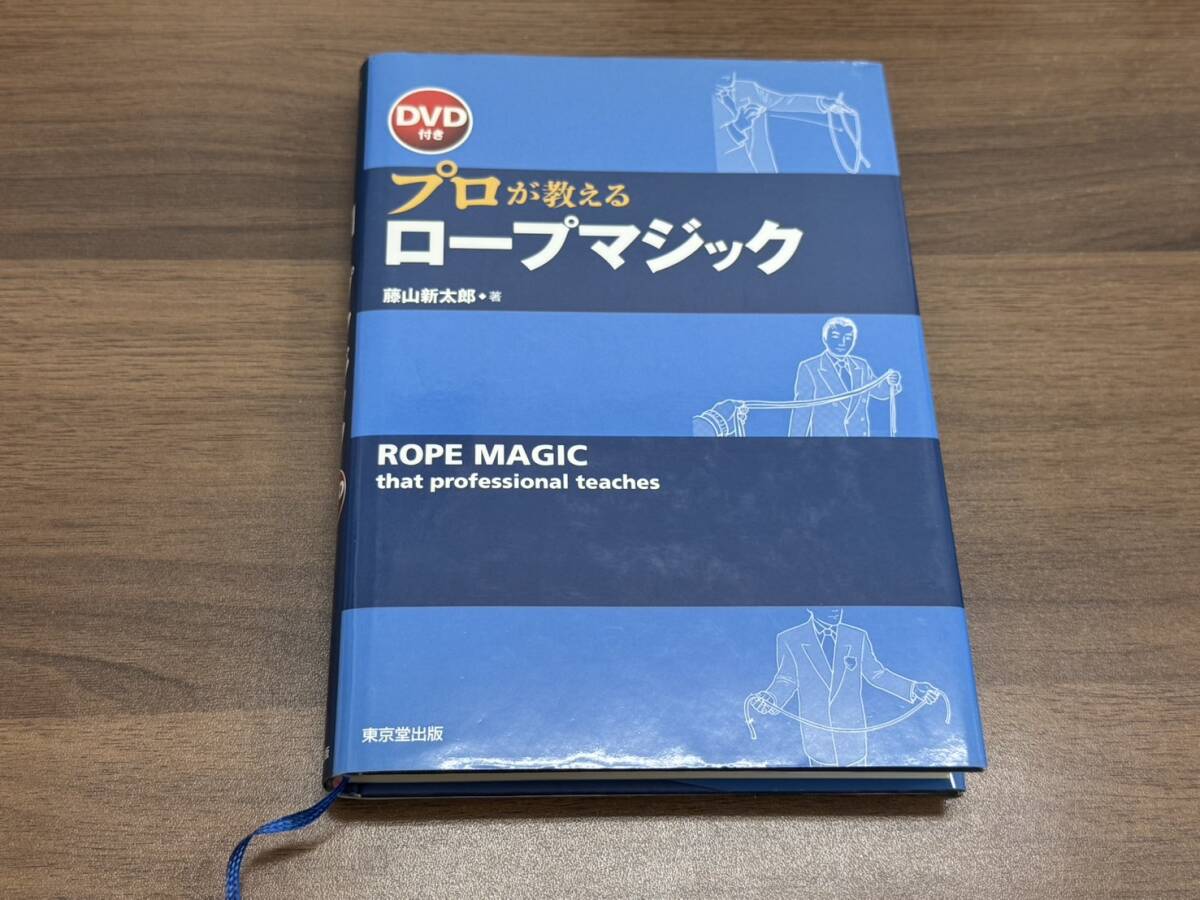 DVD
付き
プロが教える
ロープマジック
藤山新太郎◆著
ROPE MAGIC
that professional teaches
東京堂出版